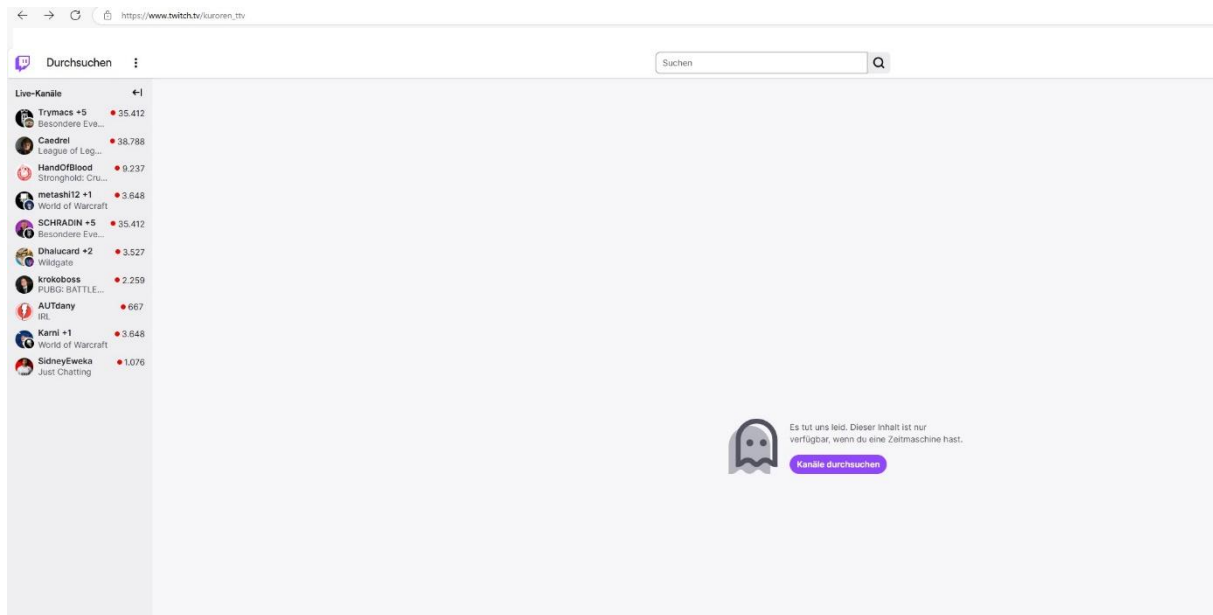 https://www.twitch.tv/kuroren_ttv
Durchsuchen
Suchen
Live-Kanäle
Trymacs +5 35.412
Besondere Eve...
Caedrel 38.788
League of Leg...
HandOfBlood 9.237
Stronghold: Cru...
metashi12 +1 3.648
World of Warcraft
SCHRADIN +5 35.412
Besondere Eve...
Dhalucard +2 3.527
Wildgate
krokoboss 2.259
PUBG: BATTLE...
AUTdany 667
IRL
Karni +1 3.648
World of Warcraft
SidneyEweka 1.076
Just Chatting
Es tut uns leid. Dieser Inhalt ist nur
verfügbar, wenn du eine Zeitmaschine hast.
Kanäle durchsuchen